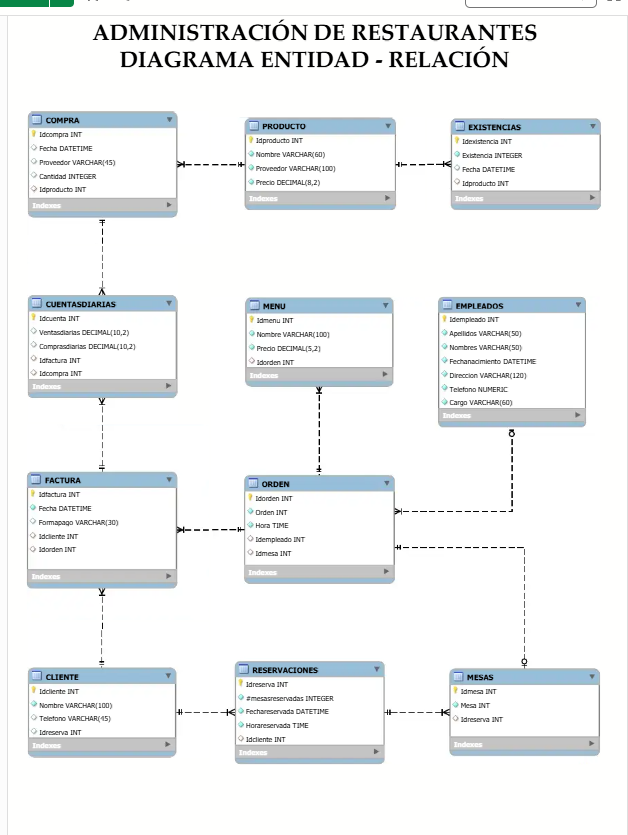 ADMINISTRACIÓN DE RESTAURANTES
DIAGRAMA ENTIDAD - RELACIÓN
COMPRA
Idcompra INT
Fecha DATETIME
Proveedor VARCHAR(45)
Cantidad INTEGER
Idproducto INT
Indexes
PRODUCTO
Idproducto INT
Nombre VARCHAR(60)
Proveedor VARCHAR(100)
Precio DECIMAL(8,2)
Indexes
EXISTENCIAS
Idexistencia INT
Existencia INTEGER
Fecha DATETIME
Idproducto INT
Indexes
CUENTASDIARIAS
Idcuenta INT
Ventasdiarias DECIMAL(10,2)
Comprasdiarias DECIMAL(10,2)
Idfactura INT
Idcompra INT
Indexes
MENU
Idmenu INT
Nombre VARCHAR(100)
Precio DECIMAL(5,2)
Idorden INT
Indexes
EMPLEADOS
Idempleado INT
Apellidos VARCHAR(50)
Nombres VARCHAR(50)
Fechanacimiento DATETIME
Direccion VARCHAR(120)
Telefono NUMERIC
Cargo VARCHAR(60)
Indexes
FACTURA
Idfactura INT
Fecha DATETIME
Formapago VARCHAR(30)
Idcliente INT
Idorden INT
Indexes
ORDEN
Idorden INT
Orden INT
Hora TIME
Idempleado INT
Idmesa INT
Indexes
CLIENTE
Idcliente INT
Nombre VARCHAR(100)
Telefono VARCHAR(45)
Idreserva INT
Indexes
RESERVACIONES
Idreserva INT
#mesasreservadas INTEGER
Fechareservada DATETIME
Horareservada TIME
Idcliente INT
Indexes
MESAS
Idmesa INT
Mesa INT
Idreserva INT
Indexes